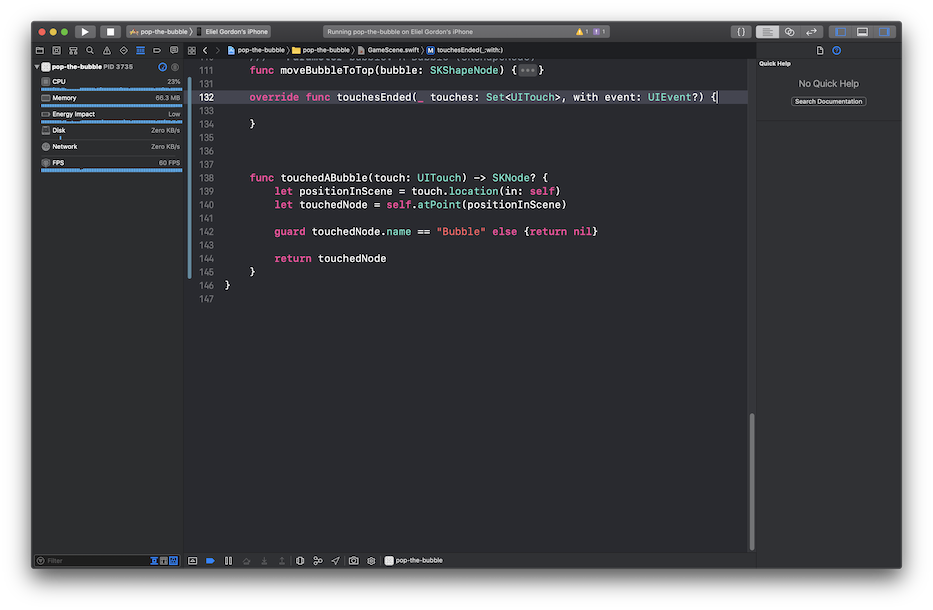 pop-the-bubble Eliel Gordon's iPhone Running pop-the-bubble on Eliel Gordon's iPhone 1 1
pop-the-bubble pop-the-bubble GameScene.swift M touchesEnded(_:with:)
pop-the-bubble PID 3735
CPU 23%
Memory 66.3 MB
Energy Impact Low
Disk Zero KB/s
Network Zero KB/s
FPS 60 FPS
111 func moveBubbleToTop(bubble: SKShapeNode) {•••}
131
132 override func touchesEnded(_ touches: Set<UITouch>, with event: UIEvent?) {
133
134 }
135
136
137
138 func touchedABubble(touch: UITouch) -> SKNode? {
139 let positionInScene = touch.location(in: self)
140 let touchedNode = self.atPoint(positionInScene)
141
142 guard touchedNode.name == "Bubble" else {return nil}
143
144 return touchedNode
145 }
146 }
147
Quick Help
No Quick Help
Search Documentation
Filter
pop-the-bubble